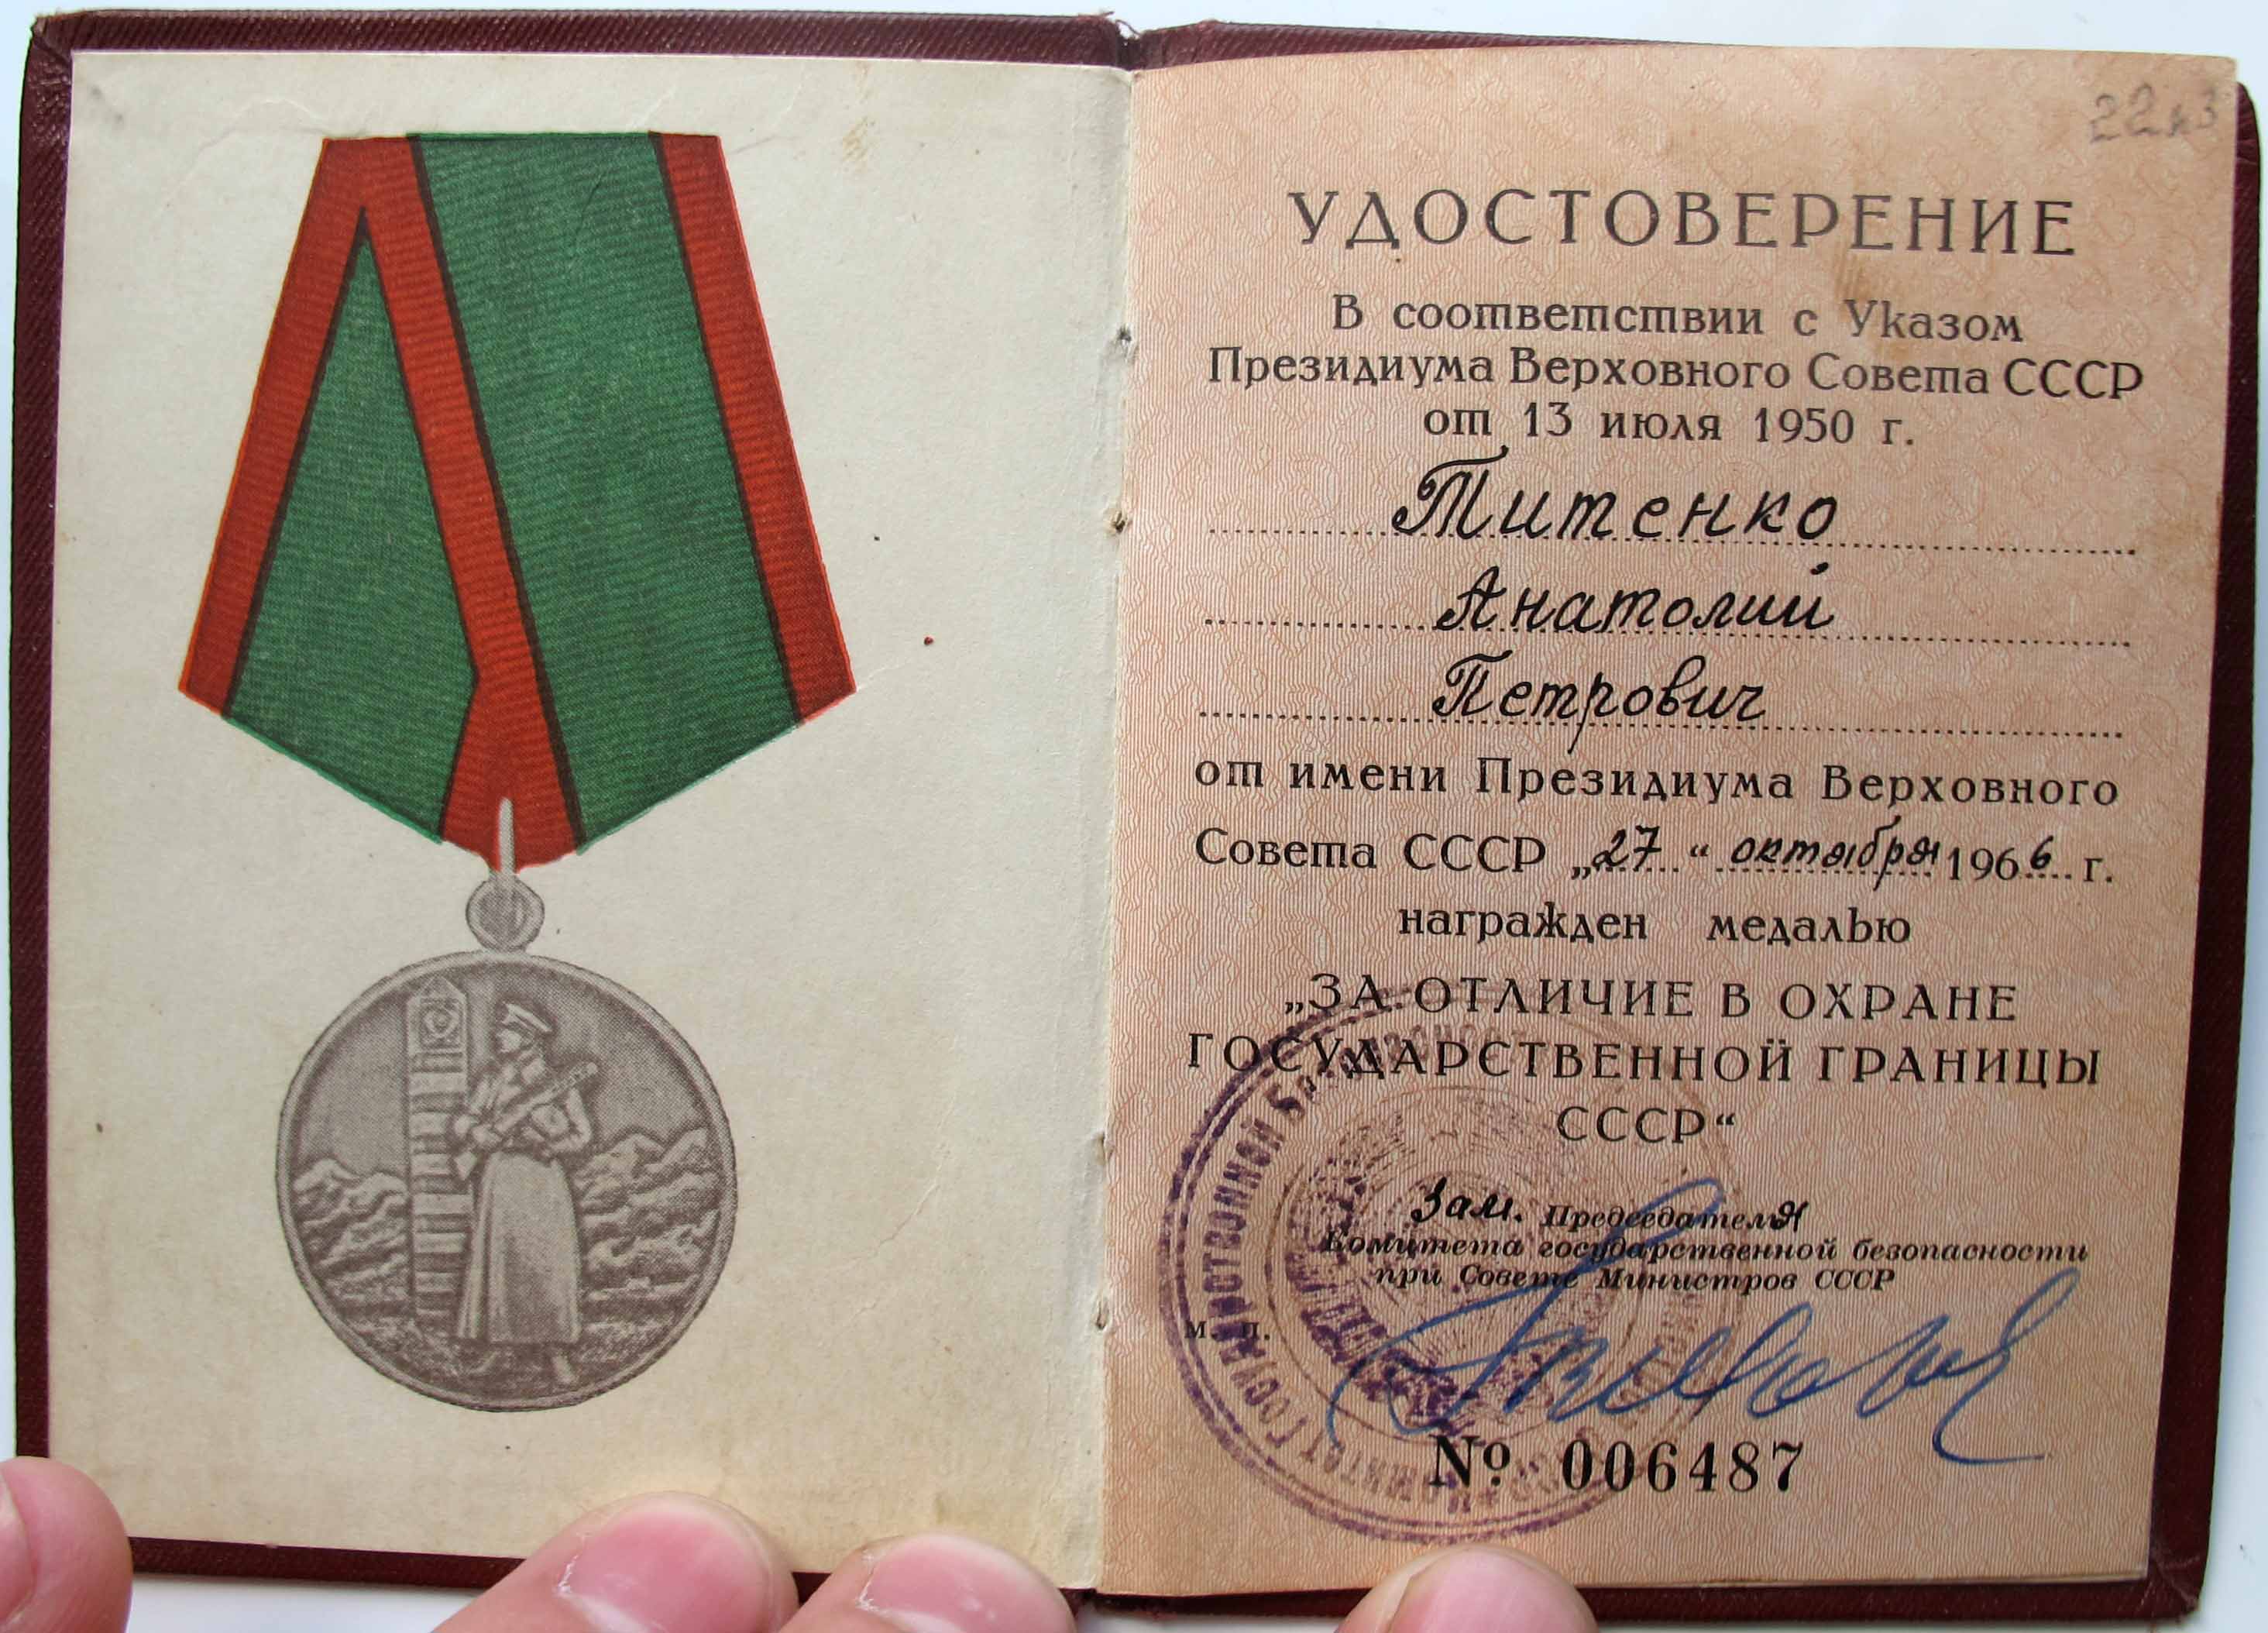 УДОСТОВЕРЕНИЕ
В соответствии с Указом
Президиума Верховного Совета СССР
от 13 июля 1950 г.
Титенко
Анатолий
Петрович
от имени Президиума Верховного
Совета СССР „27“ октября 1966 г.
награжден медалью
„ЗА ОТЛИЧИЕ В ОХРАНЕ
ГОСУДАРСТВЕННОЙ ГРАНИЦЫ
СССР“
Зам. Председателя
Комитета государственной безопасности
при Совете Министров СССР
м. п.
№ 006487